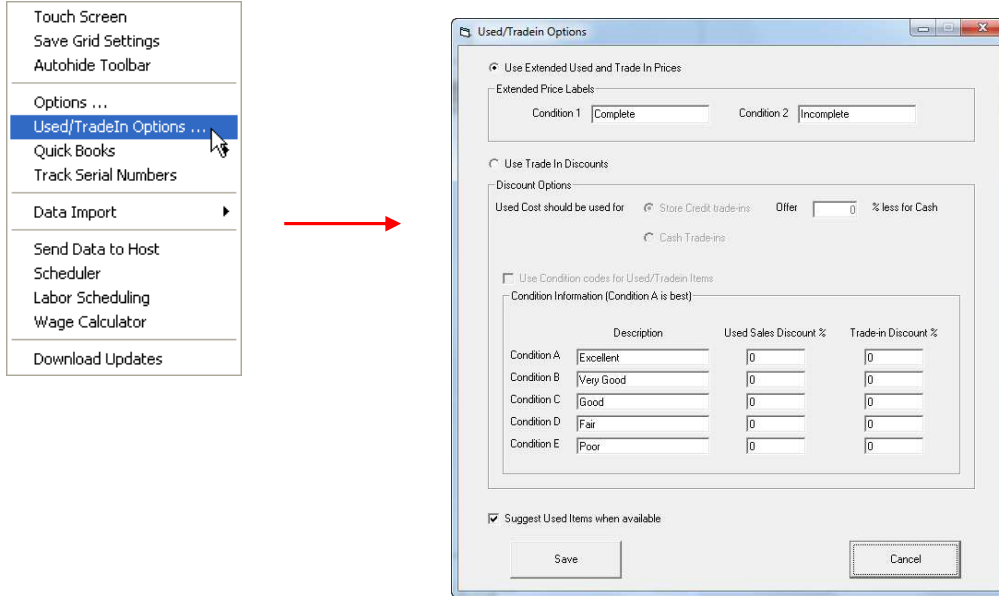 Touch Screen
Save Grid Settings
Autohide Toolbar
Options ...
Used/TradeIn Options ...
Quick Books
Track Serial Numbers
Data Import
Send Data to Host
Scheduler
Labor Scheduling
Wage Calculator
Download Updates
Used/Tradein Options
Use Extended Used and Trade In Prices
Extended Price Labels
Condition 1 Complete Condition 2 Incomplete
Use Trade In Discounts
Discount Options
Used Cost should be used for Store Credit trade-ins Offer 0 % less for Cash
Cash Trade-ins
Use Condition codes for Used/Tradein Items
Condition Information (Condition A is best)
Description Used Sales Discount % Trade-in Discount %
Condition A Excellent 0 0
Condition B Very Good 0 0
Condition C Good 0 0
Condition D Fair 0 0
Condition E Poor 0 0
Suggest Used Items when available
Save Cancel